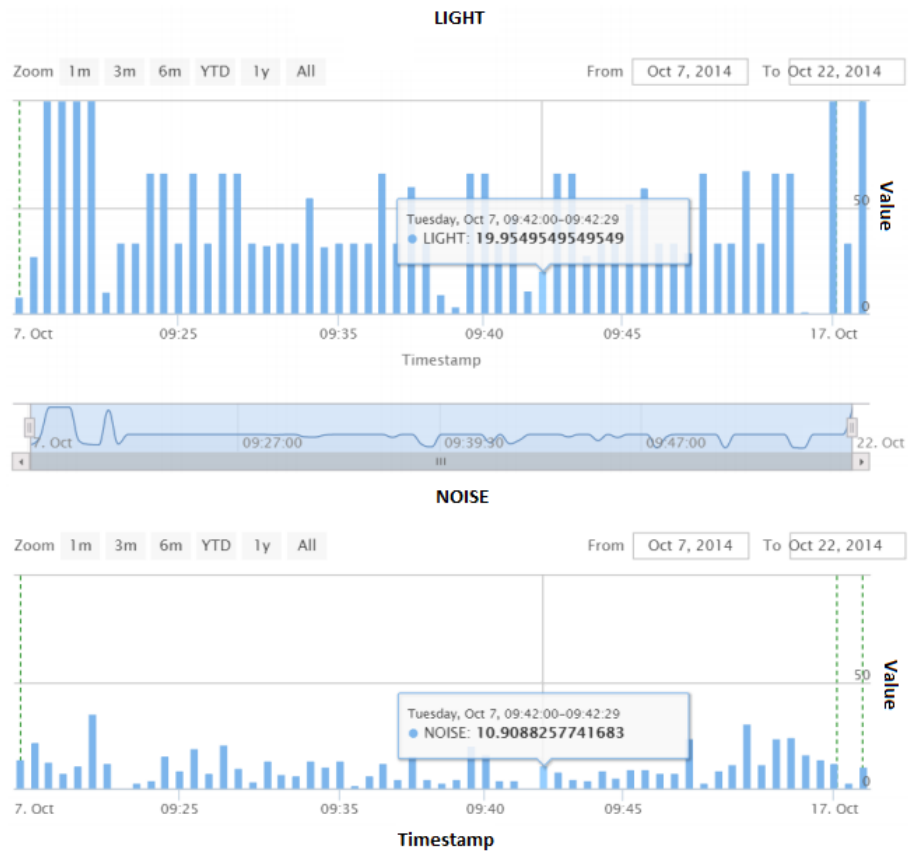 LIGHT
Zoom 1m 3m 6m YTD 1y All From Oct 7, 2014 To Oct 22, 2014
50
Value
Tuesday, Oct 7, 09:42:00-09:42:29
LIGHT: 19.9549549549549
0
7. Oct 09:25 09:35 09:40 09:45 17. Oct
Timestamp
7. Oct 09:27:00 09:39:30 09:47:00 22. Oct
NOISE
Zoom 1m 3m 6m YTD 1y All From Oct 7, 2014 To Oct 22, 2014
50
Value
Tuesday, Oct 7, 09:42:00-09:42:29
NOISE: 10.9088257741683
0
7. Oct 09:25 09:35 09:40 09:45 17. Oct
Timestamp